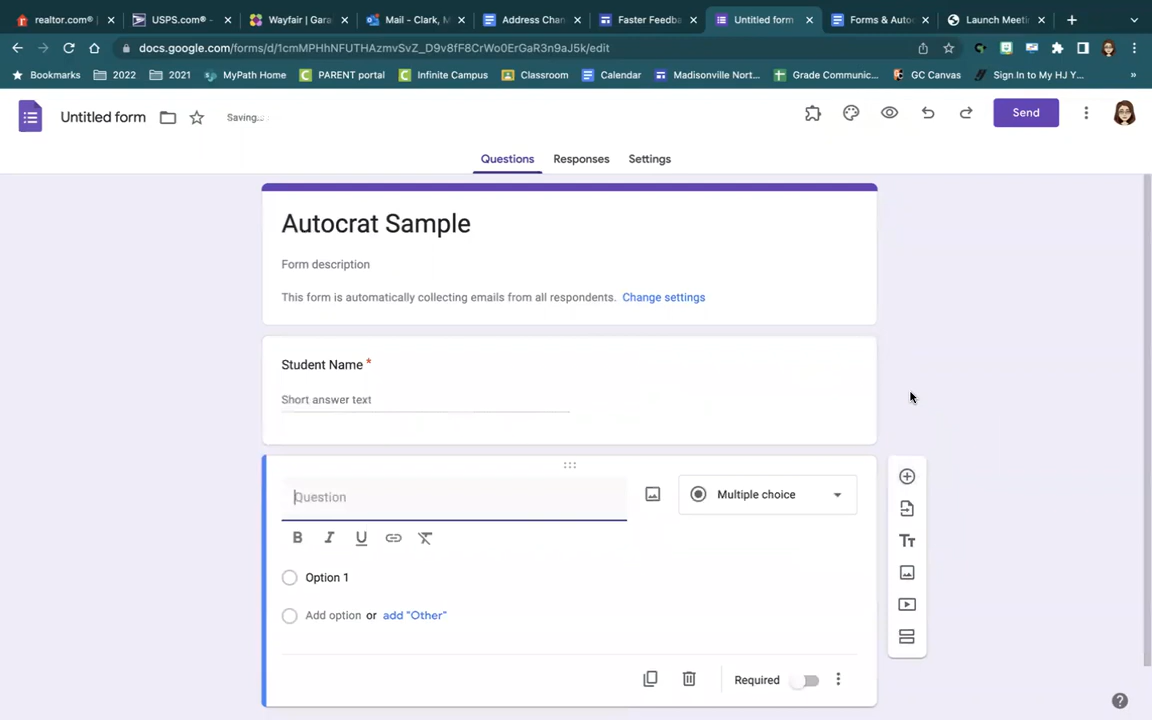 realtor.com®
USPS.com® -
Wayfair | Gara
Mail - Clark, M
Address Chan
Faster Feedba
Untitled form
Forms & Auto
Launch Meeti
docs.google.com/forms/d/1cmMPHhNFUTHAzmvSvZ_D9v8fF8CrWo0ErGaR3n9aJ5k/edit
Bookmarks
2022
2021
MyPath Home
PARENT portal
Infinite Campus
Classroom
Calendar
Madisonville Nort...
Grade Communic...
GC Canvas
Sign In to My HJ Y...
»
Untitled form
Saving...
Send
Questions
Responses
Settings
Autocrat Sample
Form description
This form is automatically collecting emails from all respondents. Change settings
Student Name *
Short answer text
Question
Multiple choice
B I U
Option 1
Add option or add "Other"
Required